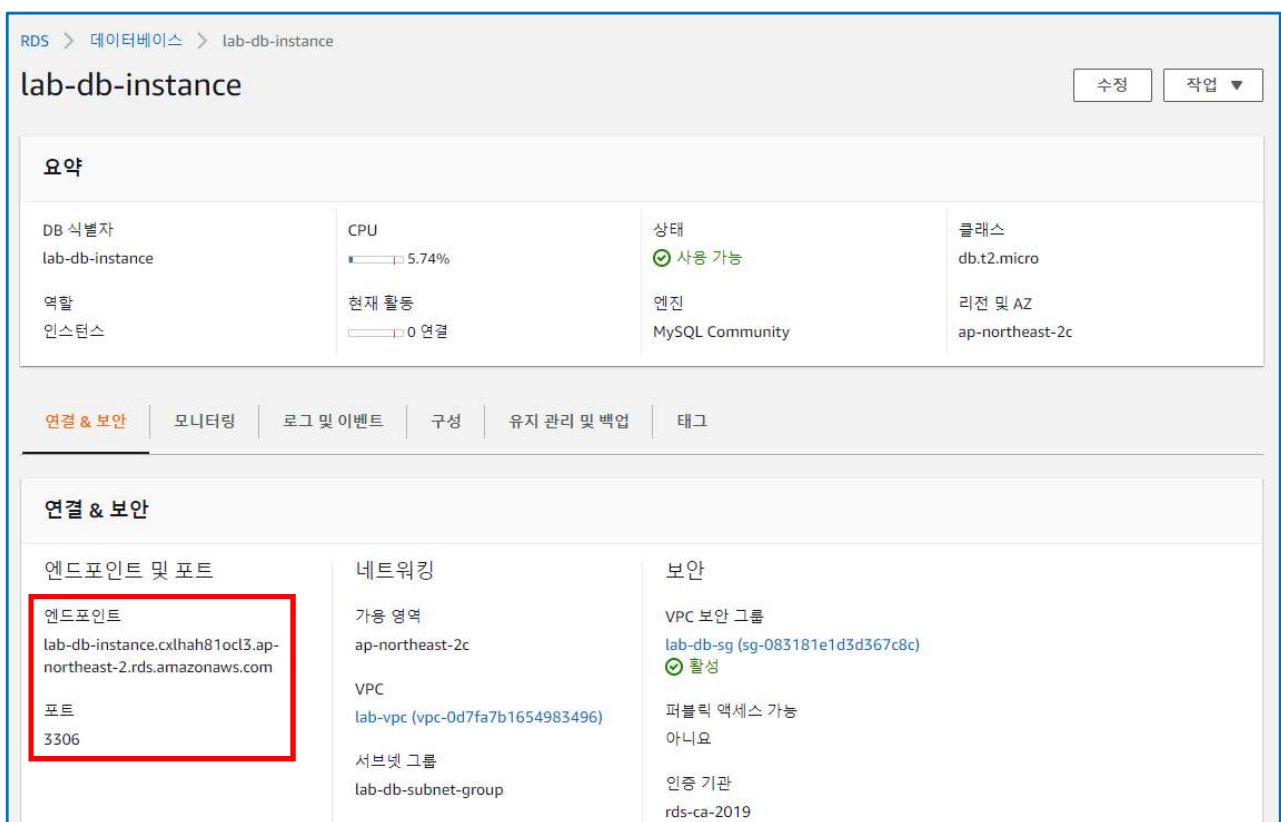 RDS > 데이터베이스 > lab-db-instance
lab-db-instance
수정
작업 ▼
요약
DB 식별자
lab-db-instance
CPU
5.74%
상태
사용 가능
클래스
db.t2.micro
역할
인스턴스
현재 활동
0 연결
엔진
MySQL Community
리전 및 AZ
ap-northeast-2c
연결 & 보안
모니터링
로그 및 이벤트
구성
유지 관리 및 백업
태그
연결 & 보안
엔드포인트 및 포트
엔드포인트
lab-db-instance.cxlhah81ocl3.ap-
northeast-2.rds.amazonaws.com
포트
3306
네트워킹
가용 영역
ap-northeast-2c
VPC
lab-vpc (vpc-0d7fa7b1654983496)
서브넷 그룹
lab-db-subnet-group
보안
VPC 보안 그룹
lab-db-sg (sg-083181e1d3d367c8c)
활성
퍼블릭 액세스 가능
아니요
인증 기관
rds-ca-2019